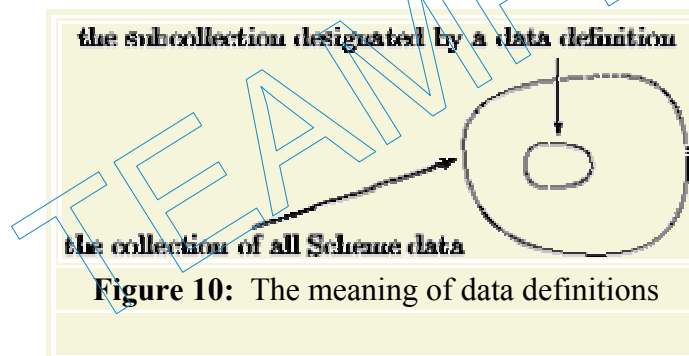 the subcollection designated by a data definition
the collection of all Scheme data
Figure 10: The meaning of data definitions